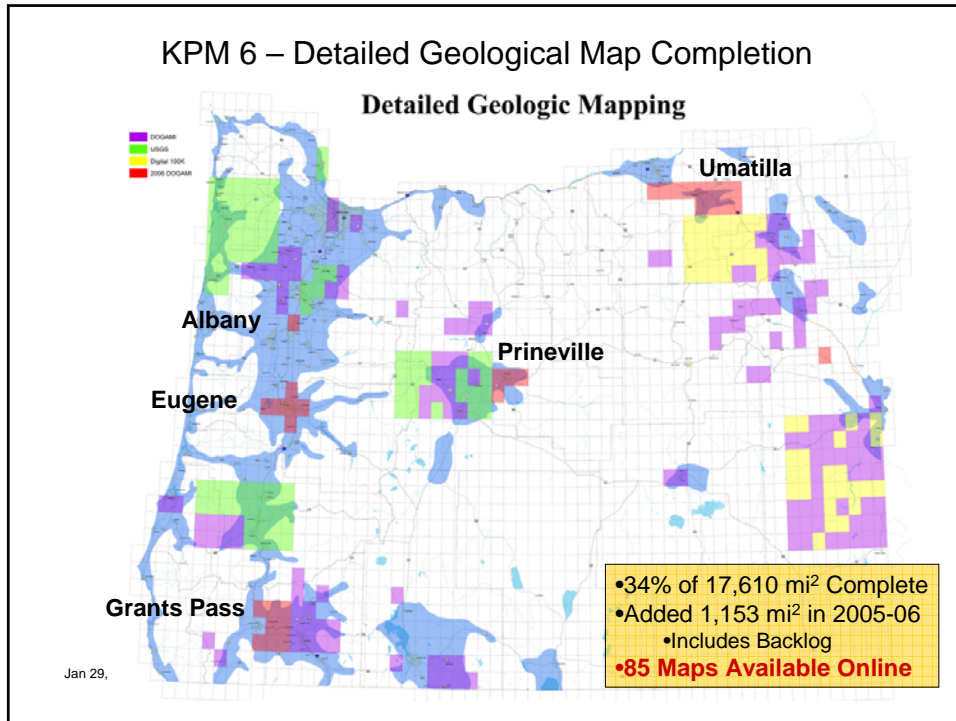 KPM 6 – Detailed Geological Map Completion
Detailed Geologic Mapping
DOGAMI
USGS
Digital 100K
2006 DOGAMI
Umatilla
Albany
Prineville
Eugene
Grants Pass
•34% of 17,610 mi² Complete
•Added 1,153 mi² in 2005-06
•Includes Backlog
•85 Maps Available Online
Jan 29,